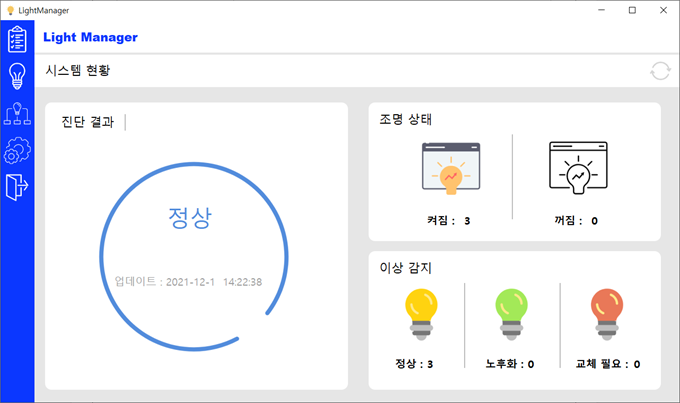 LightManager
Light Manager
시스템 현황
진단 결과
정상
업데이트 : 2021-12-1 14:22:38
조명 상태
켜짐 : 3
꺼짐 : 0
이상 감지
정상 : 3
노후화 : 0
교체 필요 : 0